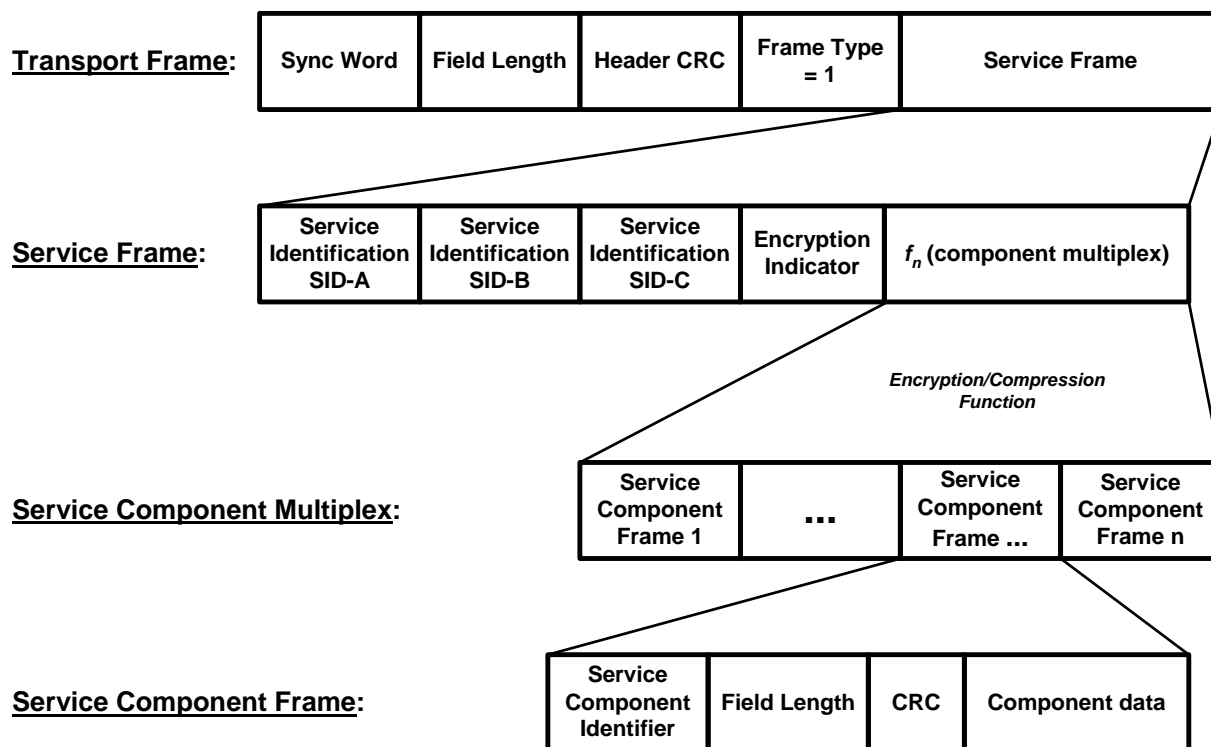 Transport Frame:
Sync Word
Field Length
Header CRC
Frame Type
= 1
Service Frame
Service Frame:
Service
Identification
SID-A
Service
Identification
SID-B
Service
Identification
SID-C
Encryption
Indicator
fn (component multiplex)
Encryption/Compression
Function
Service Component Multiplex:
Service
Component
Frame 1
...
Service
Component
Frame ...
Service
Component
Frame n
Service Component Frame:
Service
Component
Identifier
Field Length
CRC
Component data